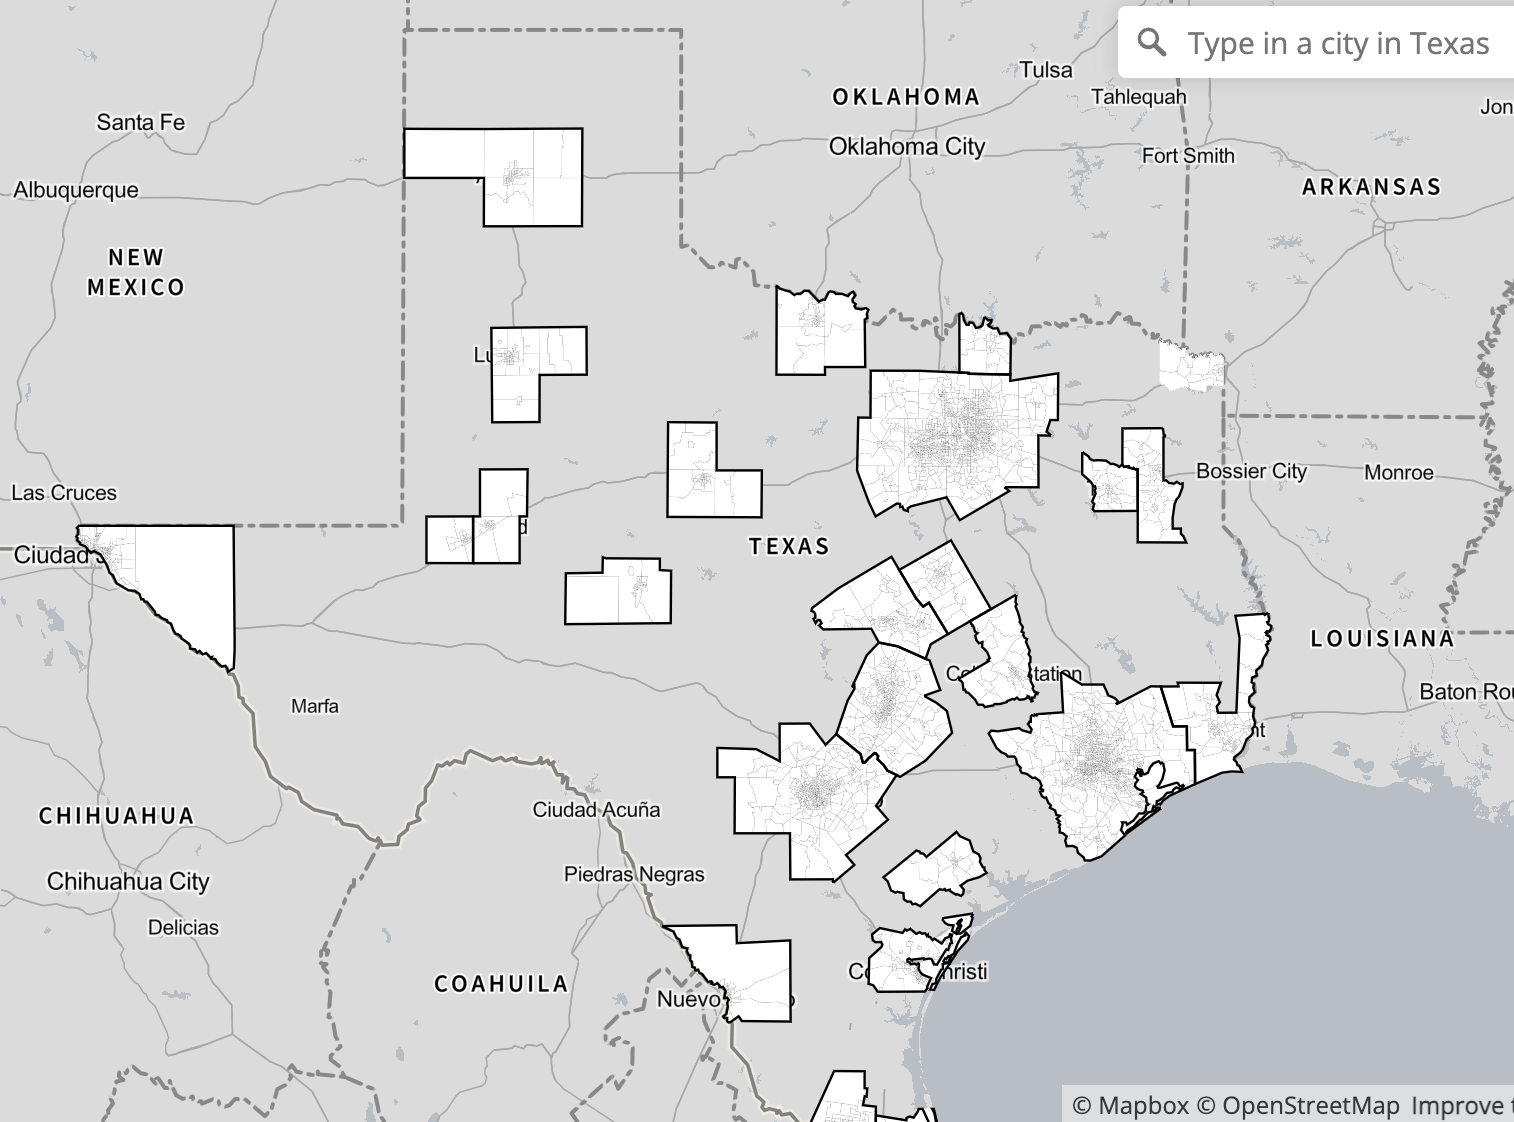 Type in a city in Texas
Tulsa
OKLAHOMA
Tahlequah
Jon
Santa Fe
Oklahoma City
Fort Smith
Albuquerque
ARKANSAS
NEW
MEXICO
Lu
Bossier City
Monroe
Las Cruces
d
TEXAS
Ciudad
LOUISIANA
Co
tation
Baton Rou
Marfa
nt
CHIHUAHUA
Ciudad Acuña
Piedras Negras
Chihuahua City
Delicias
COAHUILA
Co
hristi
Nuevo
o
© Mapbox © OpenStreetMap Improve t